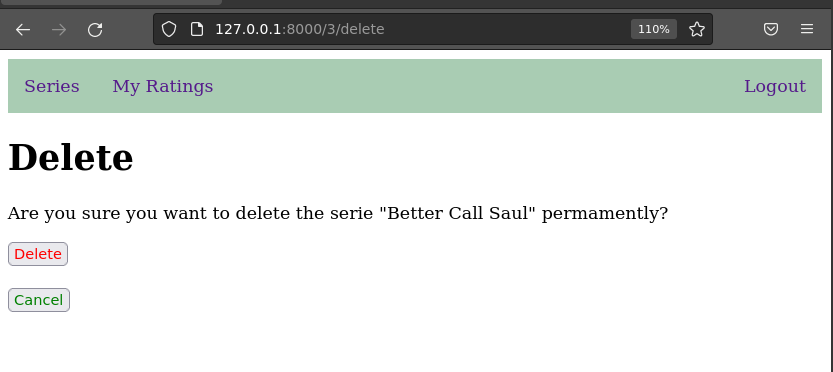 127.0.0.1:8000/3/delete 110%
Series My Ratings Logout
Delete
Are you sure you want to delete the serie "Better Call Saul" permamently?
Delete
Cancel